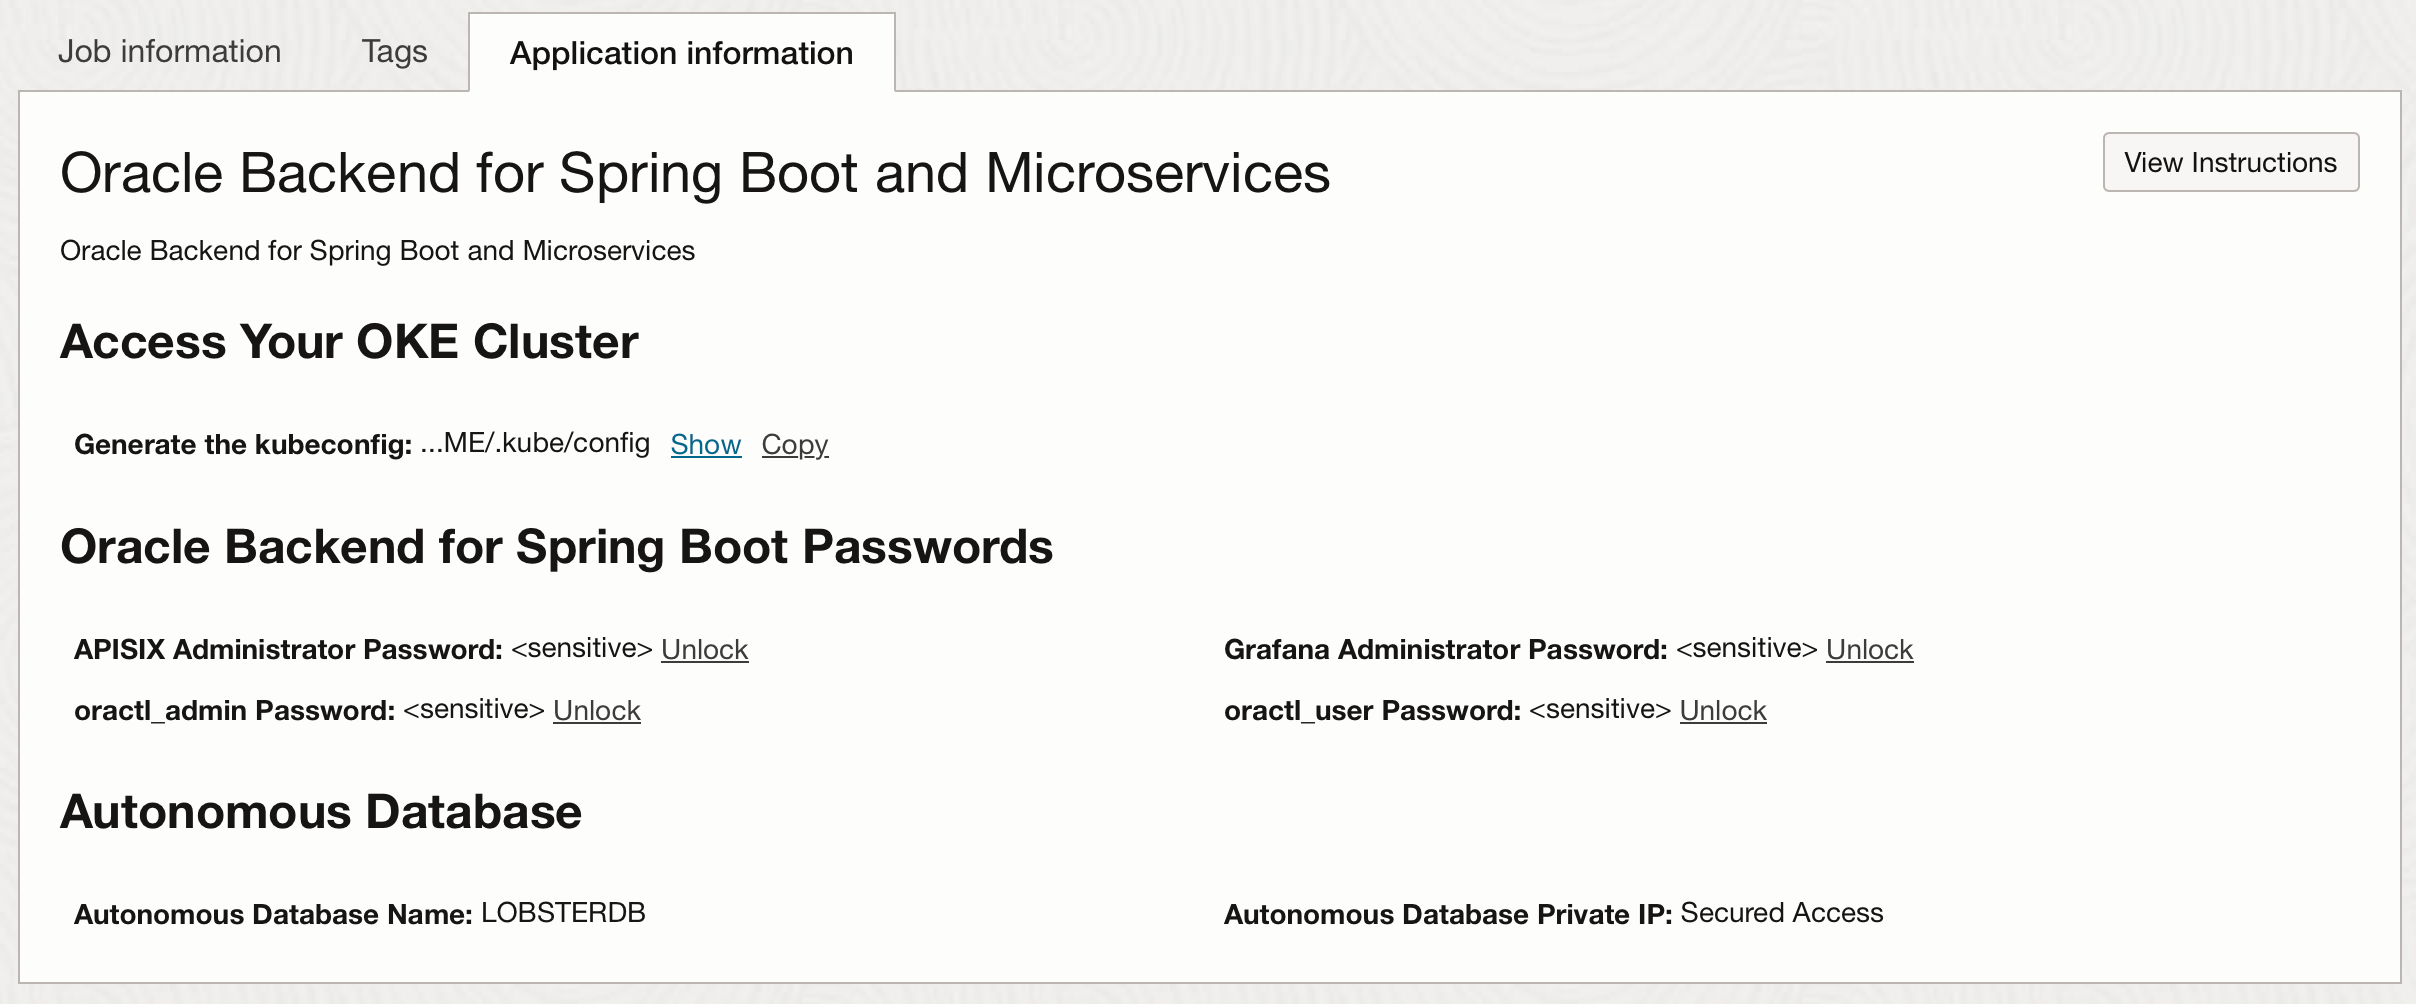 Job information Tags Application information
Oracle Backend for Spring Boot and Microservices View Instructions
Oracle Backend for Spring Boot and Microservices
Access Your OKE Cluster
Generate the kubeconfig: ...ME/.kube/config Show Copy
Oracle Backend for Spring Boot Passwords
APISIX Administrator Password: <sensitive> Unlock Grafana Administrator Password: <sensitive> Unlock
oractl_admin Password: <sensitive> Unlock oractl_user Password: <sensitive> Unlock
Autonomous Database
Autonomous Database Name: LOBSTERDB Autonomous Database Private IP: Secured Access